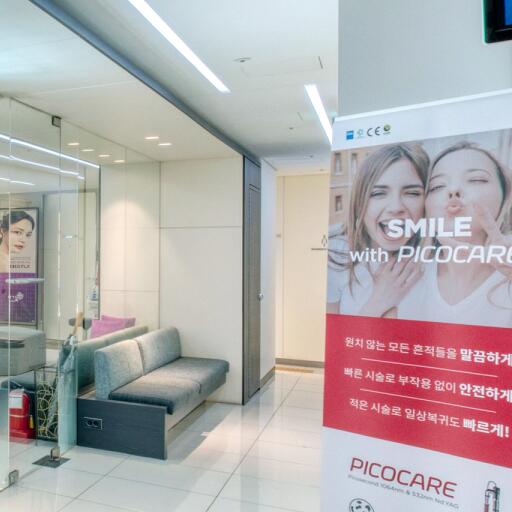 CE
SMILE
with PICOCARE
원치 않는 모든 흔적들을 말끔하게
빠른 시술로 부작용 없이 안전하게
적은 시술로 일상복귀도 빠르게!
PICOCARE
Picosecond 1064nm & 532nm Nd:YAG